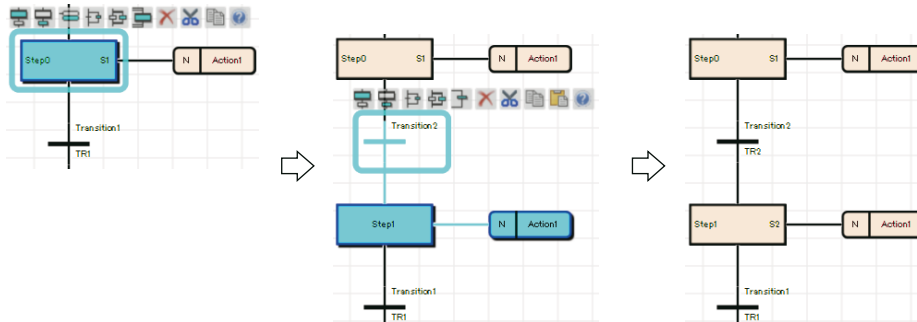 Step0 S1 N Action1
Transition1
TR1
Step0 S1 N Action1
Transition2
Step1 N Action1
Transition1
TR1
Step0 S1 N Action1
Transition2
TR2
Step1 S2 N Action1
Transition1
TR1